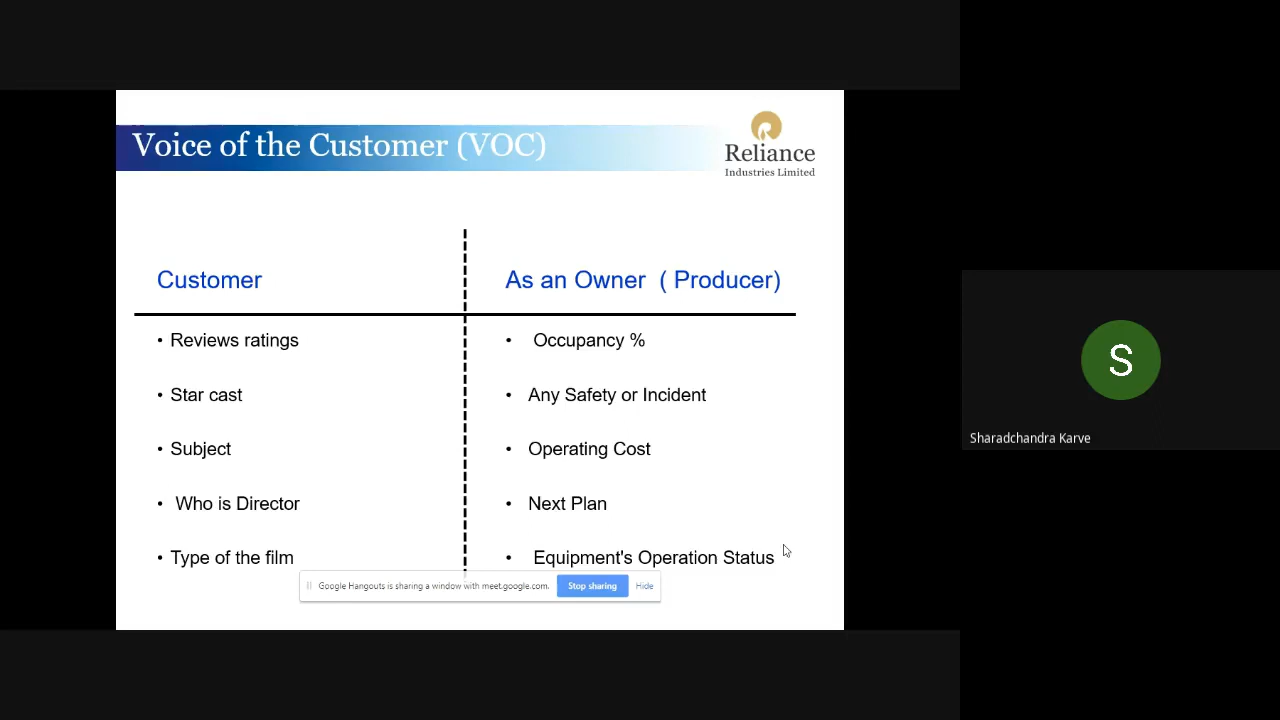 Voice of the Customer (VOC)
Reliance
Industries Limited
Customer
As an Owner ( Producer)
• Reviews ratings
• Occupancy %
• Star cast
• Any Safety or Incident
• Subject
• Operating Cost
• Who is Director
• Next Plan
• Type of the film
• Equipment's Operation Status
Google Hangouts is sharing a window with meet.google.com.
Stop sharing
Hide
S
Sharadchandra Karve